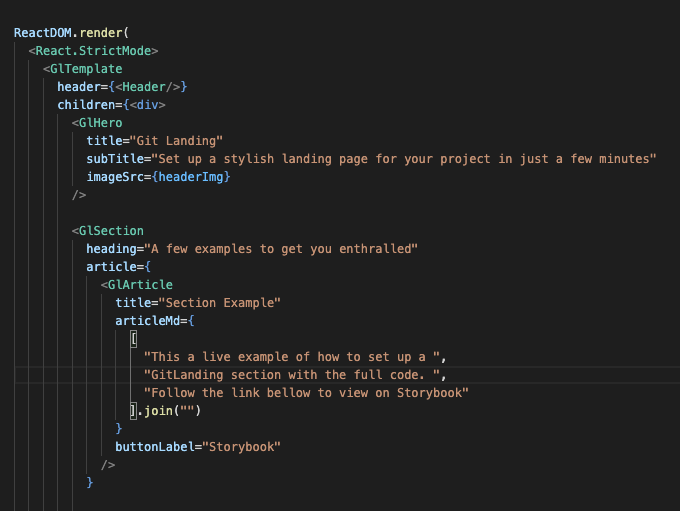 ReactDOM.render(
<React.StrictMode>
<GlTemplate
header={<Header/>}
children={<div>
<GlHero
title="Git Landing"
subTitle="Set up a stylish landing page for your project in just a few minutes"
imageSrc={headerImg}
/>
<GlSection
heading="A few examples to get you enthralled"
article={
<GlArticle
title="Section Example"
articleMd={
[
"This a live example of how to set up a ",
"GitLanding section with the full code. ",
"Follow the link bellow to view on Storybook"
].join("")
}
buttonLabel="Storybook"
/>
}